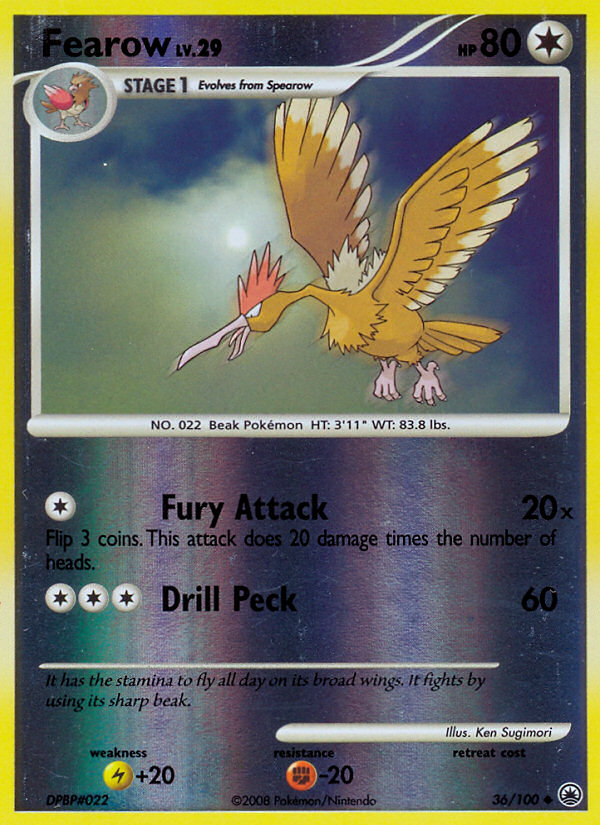 Fearow LV.29
HP 80
STAGE 1 Evolves from Spearow
NO. 022 Beak Pokémon HT: 3'11" WT: 83.8 lbs.
Fury Attack 20x
Flip 3 coins. This attack does 20 damage times the number of
heads.
Drill Peck 60
It has the stamina to fly all day on its broad wings. It fights by
using its sharp beak.
Illus. Ken Sugimori
weakness resistance retreat cost
+20 -20
DPBP#022 ©2008 Pokémon/Nintendo 36/100